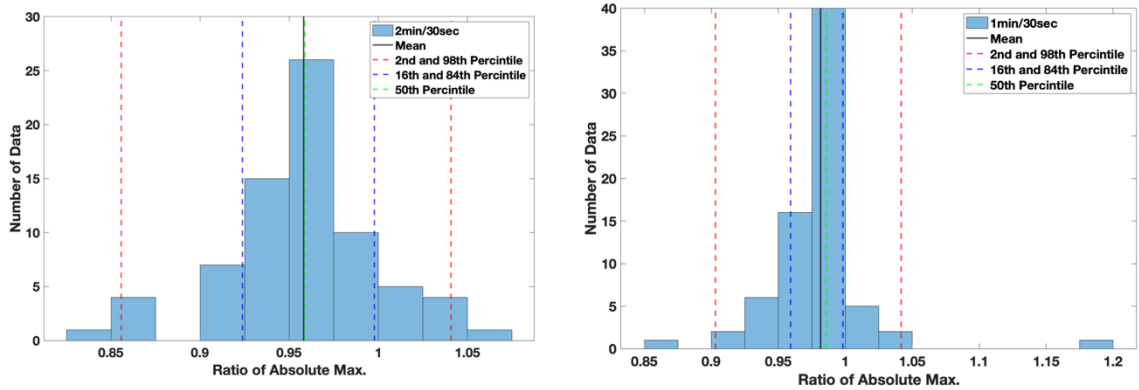 30
25
20
15
10
5
0
Number of Data
0.85 0.9 0.95 1 1.05
Ratio of Absolute Max.
2min/30sec
Mean
2nd and 98th Percintile
16th and 84th Percentile
50th Percentile
40
35
30
25
20
15
10
5
0
Number of Data
0.85 0.9 0.95 1 1.05 1.1 1.15 1.2
Ratio of Absolute Max.
1min/30sec
Mean
2nd and 98th Percintile
16th and 84th Percentile
50th Percentile